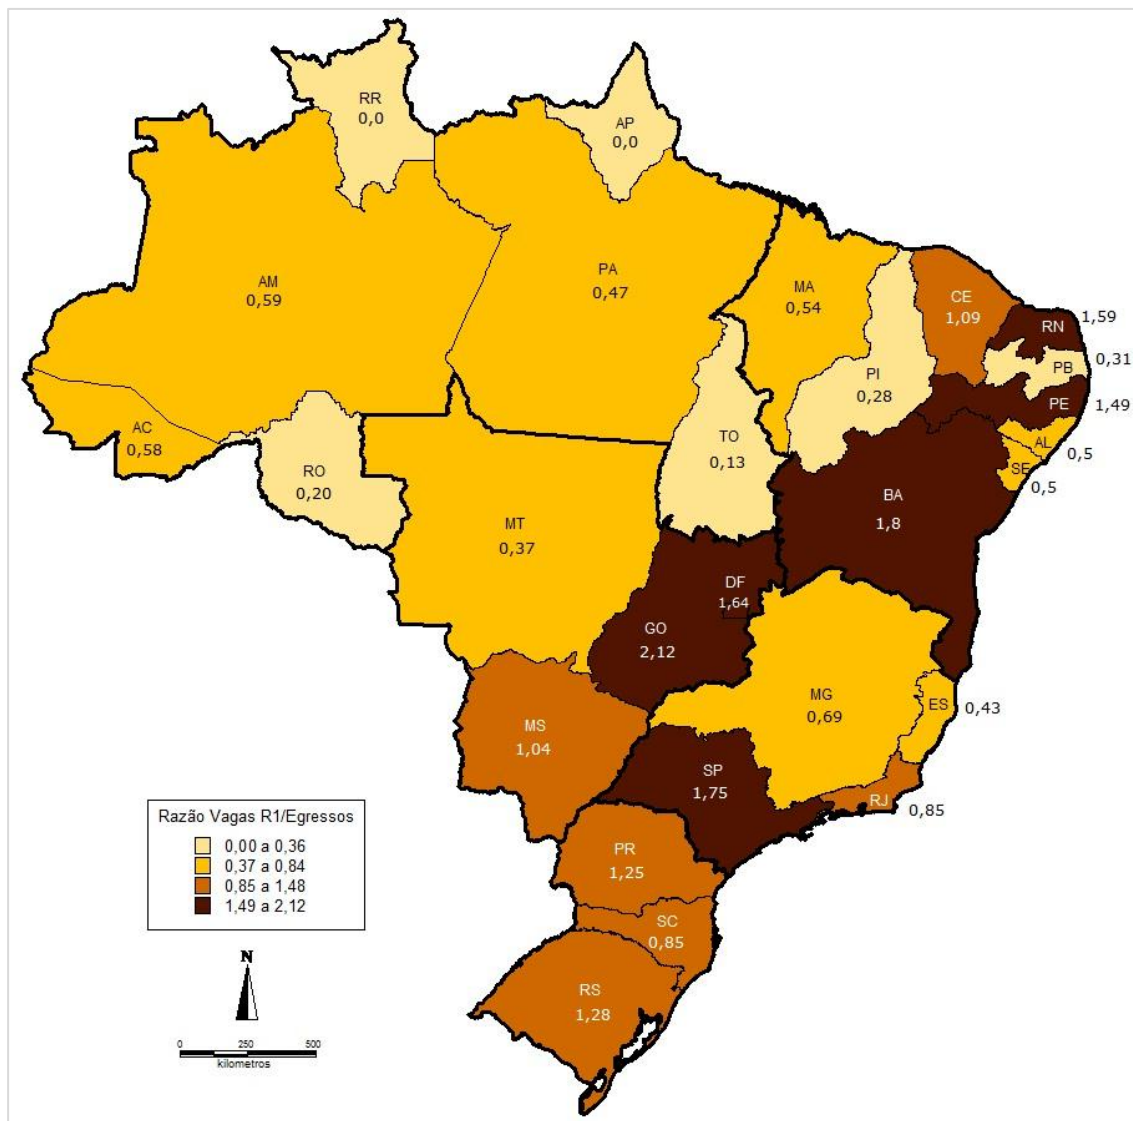 RR
0,0
AP
0,0
AM
0,59
PA
0,47
MA
0,54
CE
1,09
RN
1,59
PB
0,31
PI
0,28
PE
1,49
AL
0,5
SE
0,5
AC
0,58
RO
0,20
TO
0,13
BA
1,8
MT
0,37
DF
1,64
GO
2,12
MG
0,69
ES
0,43
MS
1,04
SP
1,75
RJ
0,85
PR
1,25
SC
0,85
RS
1,28
Razão Vagas R1/Egressos
0,00 a 0,36
0,37 a 0,84
0,85 a 1,48
1,49 a 2,12
N
0 250 500
kilometros